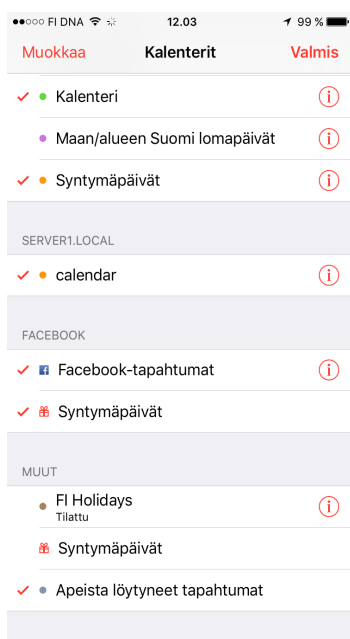 FI DNA 12.03 99 %
Muokkaa Kalenterit Valmis
Kalenteri
Maan/alueen Suomi lomapäivät
Syntymäpäivät
SERVER1.LOCAL
calendar
FACEBOOK
Facebook-tapahtumat
Syntymäpäivät
MUUT
FI Holidays
Tilattu
Syntymäpäivät
Apeista löytyneet tapahtumat